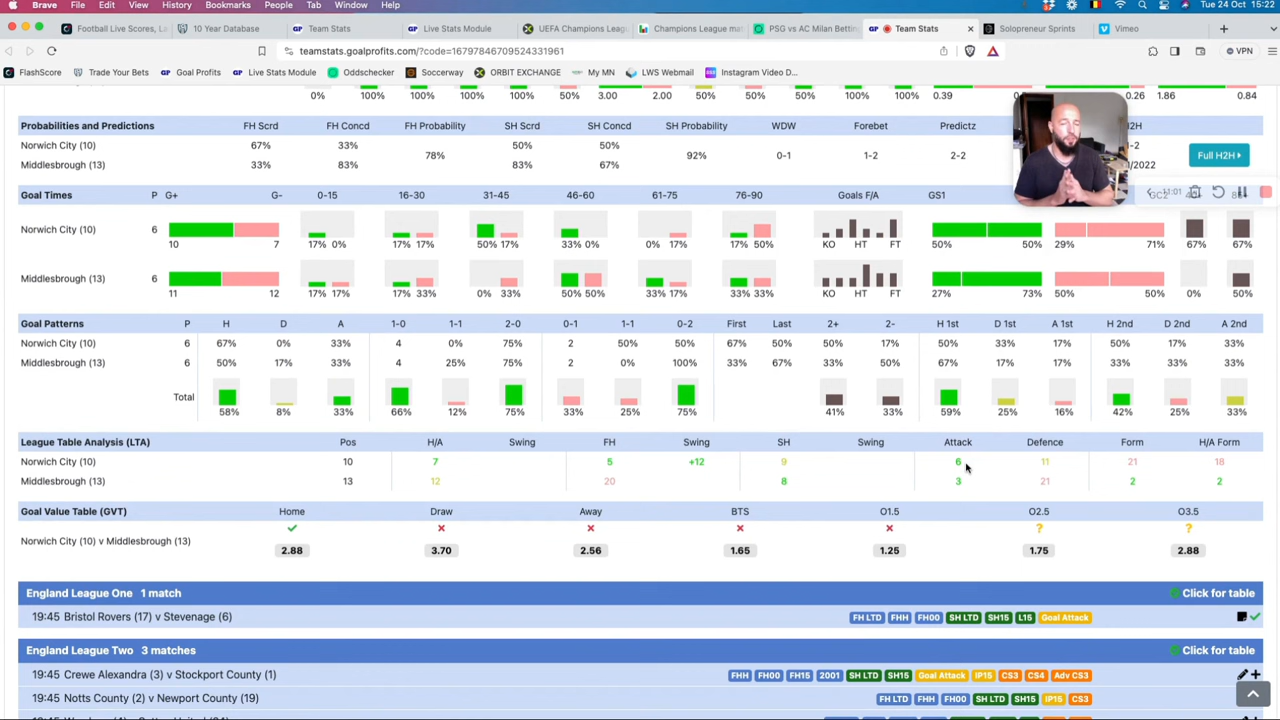 Brave File Edit View History Bookmarks People Tab Window Help Tue 24 Oct 15:22
Football Live Scores, La 10 Year Database GP Team Stats GP Live Stats Module UEFA Champions Leagu Champions League ma PSG vs AC Milan Bettin GP Team Stats Solopreneur Sprints Vimeo
teamstats.goalprofits.com/?code=16797846709524331961 VPN
FlashScore Trade Your Bets GP Goal Profits GP Live Stats Module Oddschecker Soccerway ORBIT EXCHANGE My MN LWS Webmail Instagram Video D...
0% 100% 100% 100% 100% 50% 3.00 2.00 50% 50% 100% 100% 0.39 0.26 1.86 0.84
Probabilities and Predictions FH Scrd FH Concd FH Probability SH Scrd SH Concd SH Probability WDW Forebet Predictz
Norwich City (10) 67% 33% 50% 50%
78% 92% 0-1 1-2 2-2 Full H2H
Middlesbrough (13) 33% 83% 83% 67%
Goal Times P G+ G- 0-15 16-30 31-45 46-60 61-75 76-90 Goals F/A GS1 GC2
11:01
Norwich City (10) 6
10 7 17% 0% 17% 17% 50% 17% 33% 0% 0% 17% 17% 50% KO HT FT 50% 50% 29% 71% 67% 67%
Middlesbrough (13) 6
11 12 17% 17% 17% 33% 0% 33% 50% 50% 33% 17% 33% 33% KO HT FT 27% 73% 50% 50% 0% 50%
Goal Patterns P H D A 1-0 1-1 2-0 0-1 1-1 0-2 First Last 2+ 2- H 1st D 1st A 1st H 2nd D 2nd A 2nd
Norwich City (10) 6 67% 0% 33% 4 0% 75% 2 50% 50% 67% 50% 50% 17% 50% 33% 17% 50% 17% 33%
Middlesbrough (13) 6 50% 17% 33% 4 25% 75% 2 0% 100% 33% 67% 33% 50% 67% 17% 17% 33% 33% 33%
Total
58% 8% 33% 66% 12% 75% 33% 25% 75% 41% 33% 59% 25% 16% 42% 25% 33%
League Table Analysis (LTA) Pos H/A Swing FH Swing SH Swing Attack Defence Form H/A Form
Norwich City (10) 10 7 5 +12 9 6 11 21 18
Middlesbrough (13) 13 12 20 8 3 21 2 2
Goal Value Table (GVT) Home Draw Away BTS O1.5 O2.5 O3.5
? ?
Norwich City (10) v Middlesbrough (13)
2.88 3.70 2.56 1.65 1.25 1.75 2.88
England League One 1 match Click for table
19:45 Bristol Rovers (17) v Stevenage (6) FH LTD FHH FH00 SH LTD SH15 L15 Goal Attack
England League Two 3 matches Click for table
19:45 Crewe Alexandra (3) v Stockport County (1) FHH FH00 FH15 2001 SH LTD SH15 Goal Attack IP15 CS3 CS4 Adv CS3
19:45 Notts County (2) v Newport County (19) FH LTD FHH FH00 SH LTD SH15 IP15 CS3